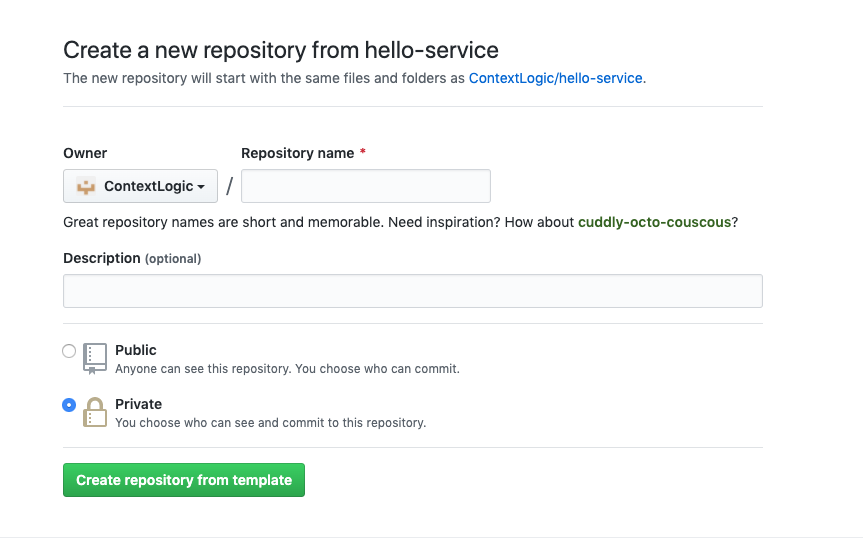 Create a new repository from hello-service
The new repository will start with the same files and folders as ContextLogic/hello-service.
Owner
Repository name *
ContextLogic
/
Great repository names are short and memorable. Need inspiration? How about cuddly-octo-couscous?
Description (optional)
Public
Anyone can see this repository. You choose who can commit.
Private
You choose who can see and commit to this repository.
Create repository from template